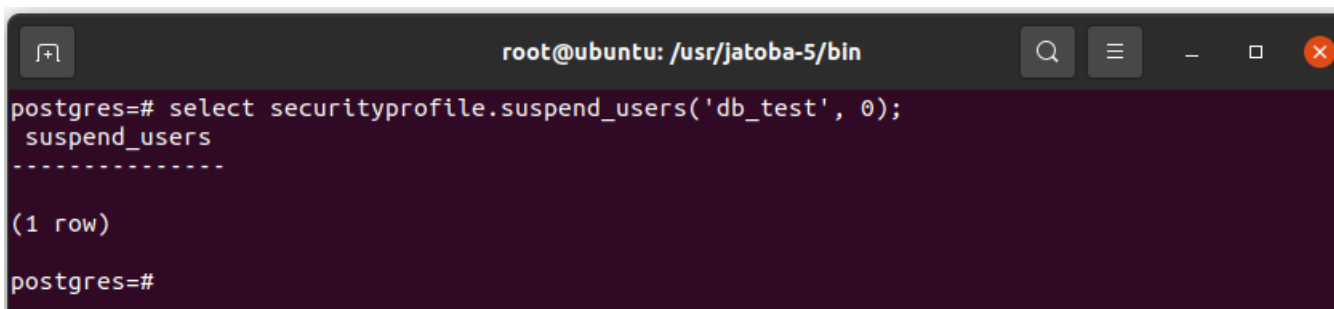 root@ubuntu: /usr/jatoba-5/bin
postgres=# select securityprofile.suspend_users('db_test', 0);
 suspend_users
---------------

(1 row)

postgres=#